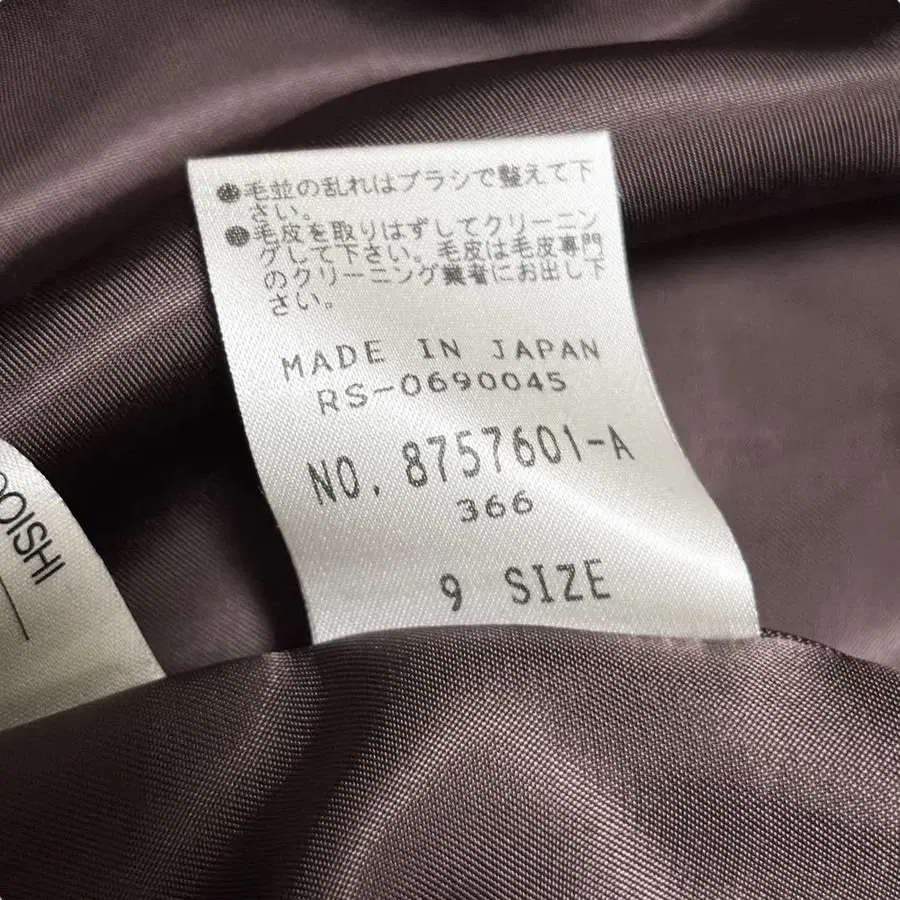 ●毛並の乱れはブラシで整えて下
さい。
●毛皮を取りはずしてクリーニン
グして下さい。毛皮は毛皮専門
のクリーニング業者にお出し下
さい。
MADE IN JAPAN
RS-0690045
NO. 8757601-A
366
9 SIZE
OISHI